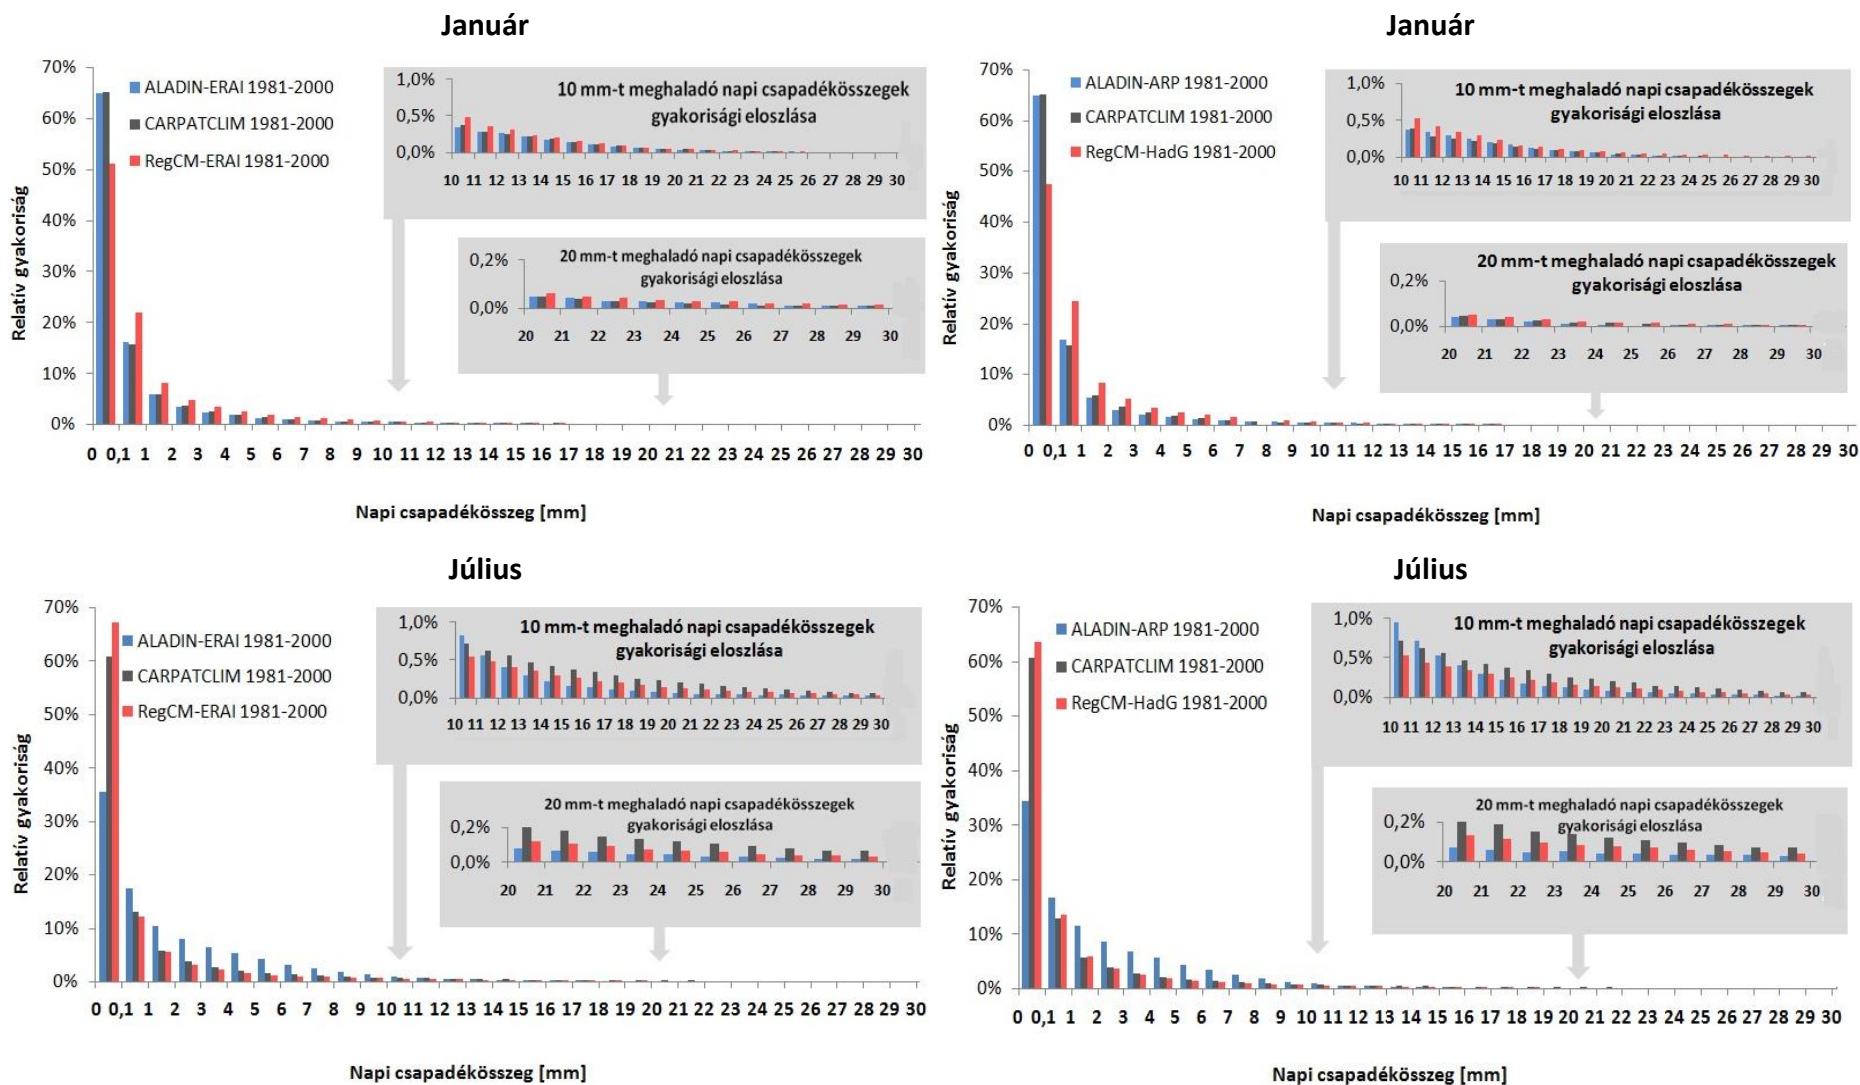 Január
70%
60%
50%
40%
30%
20%
10%
0%
Relatív gyakoriság
ALADIN-ERAI 1981-2000
CARPATCLIM 1981-2000
RegCM-ERAI 1981-2000
1,0%
0,5%
0,0%
10 mm-t meghaladó napi csapadékösszegek
gyakorisági eloszlása
10 11 12 13 14 15 16 17 18 19 20 21 22 23 24 25 26 27 28 29 30
0,2%
0,0%
20 mm-t meghaladó napi csapadékösszegek
gyakorisági eloszlása
20 21 22 23 24 25 26 27 28 29 30
0 0,1 1 2 3 4 5 6 7 8 9 10 11 12 13 14 15 16 17 18 19 20 21 22 23 24 25 26 27 28 29 30
Napi csapadékösszeg [mm]
Január
70%
60%
50%
40%
30%
20%
10%
0%
Relatív gyakoriság
ALADIN-ARP 1981-2000
CARPATCLIM 1981-2000
RegCM-HadG 1981-2000
1,0%
0,5%
0,0%
10 mm-t meghaladó napi csapadékösszegek
gyakorisági eloszlása
10 11 12 13 14 15 16 17 18 19 20 21 22 23 24 25 26 27 28 29 30
0,2%
0,0%
20 mm-t meghaladó napi csapadékösszegek
gyakorisági eloszlása
20 21 22 23 24 25 26 27 28 29 30
0 0,1 1 2 3 4 5 6 7 8 9 10 11 12 13 14 15 16 17 18 19 20 21 22 23 24 25 26 27 28 29 30
Napi csapadékösszeg [mm]
Július
70%
60%
50%
40%
30%
20%
10%
0%
Relatív gyakoriság
ALADIN-ERAI 1981-2000
CARPATCLIM 1981-2000
RegCM-ERAI 1981-2000
1,0%
0,5%
0,0%
10 mm-t meghaladó napi csapadékösszegek
gyakorisági eloszlása
10 11 12 13 14 15 16 17 18 19 20 21 22 23 24 25 26 27 28 29 30
0,2%
0,0%
20 mm-t meghaladó napi csapadékösszegek
gyakorisági eloszlása
20 21 22 23 24 25 26 27 28 29 30
0 0,1 1 2 3 4 5 6 7 8 9 10 11 12 13 14 15 16 17 18 19 20 21 22 23 24 25 26 27 28 29 30
Napi csapadékösszeg [mm]
Július
70%
60%
50%
40%
30%
20%
10%
0%
Relatív gyakoriság
ALADIN-ARP 1981-2000
CARPATCLIM 1981-2000
RegCM-HadG 1981-2000
1,0%
0,5%
0,0%
10 mm-t meghaladó napi csapadékösszegek
gyakorisági eloszlása
10 11 12 13 14 15 16 17 18 19 20 21 22 23 24 25 26 27 28 29 30
0,2%
0,0%
20 mm-t meghaladó napi csapadékösszegek
gyakorisági eloszlása
20 21 22 23 24 25 26 27 28 29 30
0 0,1 1 2 3 4 5 6 7 8 9 10 11 12 13 14 15 16 17 18 19 20 21 22 23 24 25 26 27 28 29 30
Napi csapadékösszeg [mm]